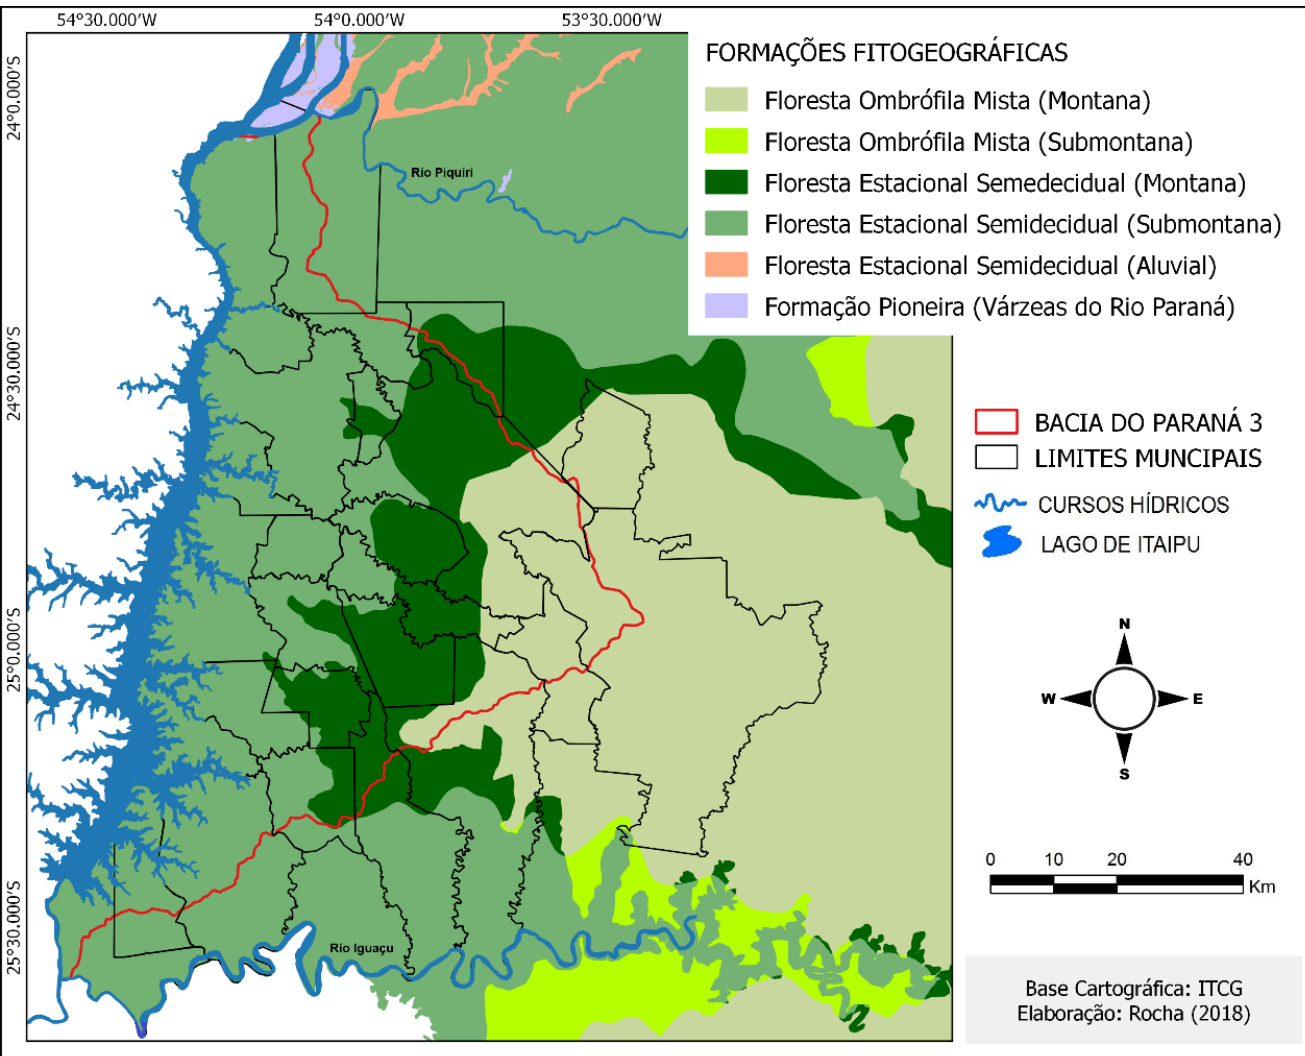 54°30.000'W 54°0.000'W 53°30.000'W
24°0.000'S
24°30.000'S
25°0.000'S
25°30.000'S
Rio Piquiri
Rio Iguaçu
FORMAÇÕES FITOGEOGRÁFICAS
Floresta Ombrófila Mista (Montana)
Floresta Ombrófila Mista (Submontana)
Floresta Estacional Semedecidual (Montana)
Floresta Estacional Semidecidual (Submontana)
Floresta Estacional Semidecidual (Aluvial)
Formação Pioneira (Várzeas do Rio Paraná)
BACIA DO PARANÁ 3
LIMITES MUNCIPAIS
CURSOS HÍDRICOS
LAGO DE ITAIPU
N
W E
S
0 10 20 40
Km
Base Cartográfica: ITCG
Elaboração: Rocha (2018)